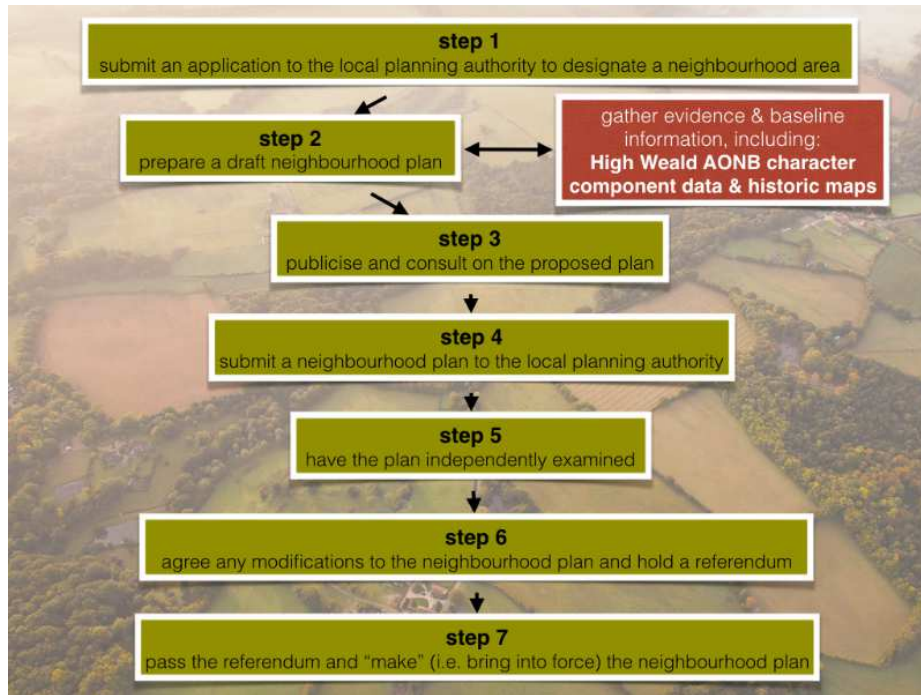 step 1
submit an application to the local planning authority to designate a neighbourhood area
step 2
prepare a draft neighbourhood plan
gather evidence & baseline
information, including:
High Weald AONB character
component data & historic maps
step 3
publicise and consult on the proposed plan
step 4
submit a neighbourhood plan to the local planning authority
step 5
have the plan independently examined
step 6
agree any modifications to the neighbourhood plan and hold a referendum
step 7
pass the referendum and “make” (i.e. bring into force) the neighbourhood plan